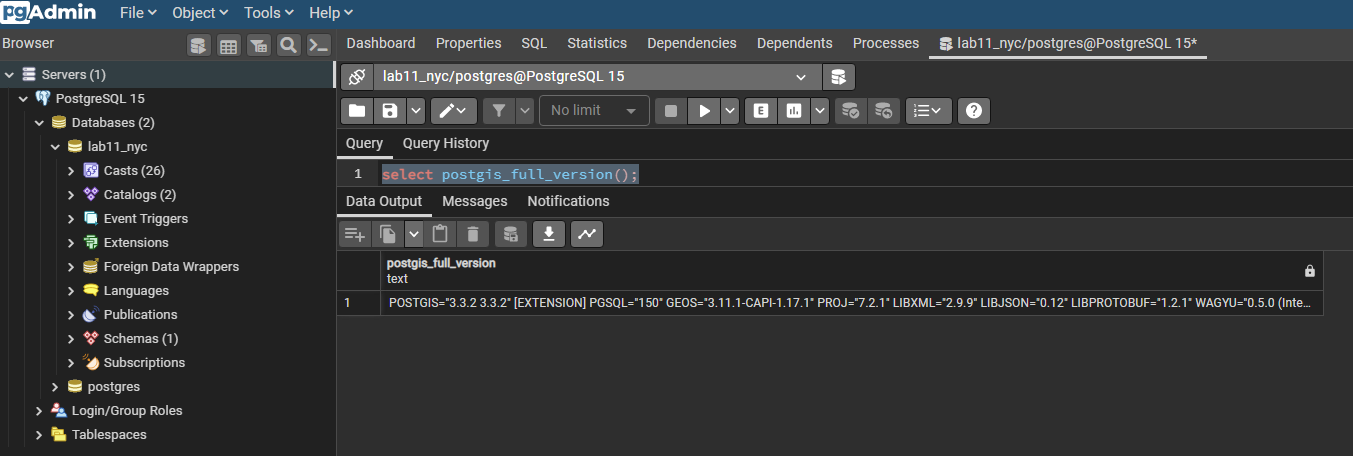 pgAdmin File Object Tools Help
Browser
Dashboard Properties SQL Statistics Dependencies Dependents Processes lab11_nyc/postgres@PostgreSQL 15*
Servers (1)
PostgreSQL 15
Databases (2)
lab11_nyc
Casts (26)
Catalogs (2)
Event Triggers
Extensions
Foreign Data Wrappers
Languages
Publications
Schemas (1)
Subscriptions
postgres
Login/Group Roles
Tablespaces
lab11_nyc/postgres@PostgreSQL 15
No limit
E
Query Query History
1 select postgis_full_version();
Data Output Messages Notifications
postgis_full_version
text
1 POSTGIS="3.3.2 3.3.2" [EXTENSION] PGSQL="150" GEOS="3.11.1-CAPI-1.17.1" PROJ="7.2.1" LIBXML="2.9.9" LIBJSON="0.12" LIBPROTOBUF="1.2.1" WAGYU="0.5.0 (Inte...